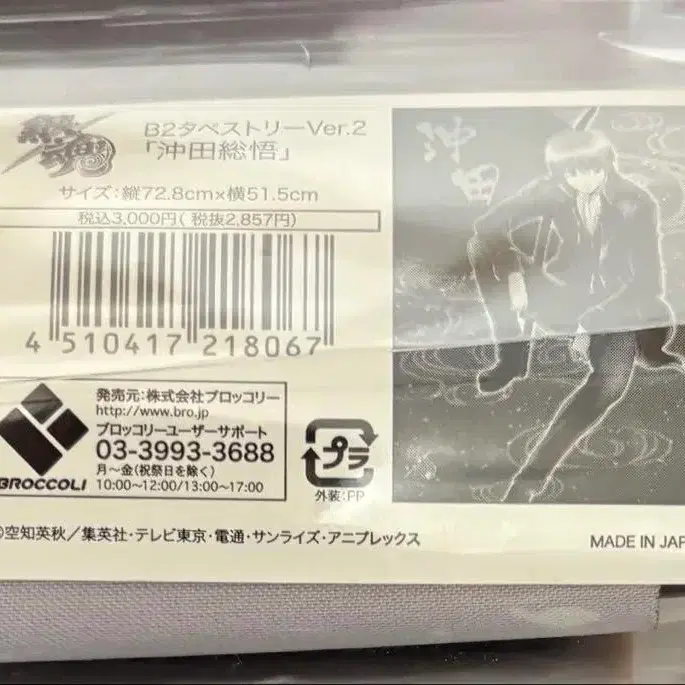 銀魂
B2タペストリーVer.2
「沖田総悟」
サイズ:縦72.8cm×横51.5cm
税込3,000円(税抜2,857円)
4 510417 218067
発売元:株式会社ブロッコリー
http://www.bro.jp
ブロッコリーユーザーサポート
03-3993-3688
月~金(祝祭日を除く)
10:00~12:00/13:00~17:00
BROCCOLI
プラ
外装:PP
沖田
©空知英秋/集英社・テレビ東京・電通・サンライズ・アニプレックス
MADE IN JAP